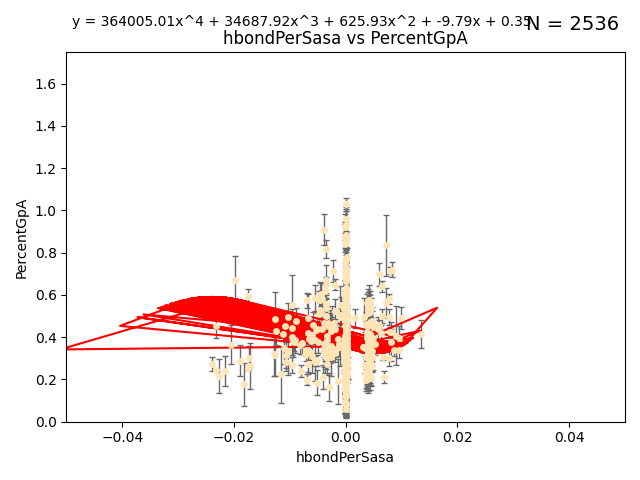 y = 364005.01x^4 + 34687.92x^3 + 625.93x^2 + -9.79x + 0.35
N = 2536
hbondPerSasa vs PercentGpA
PercentGpA
1.6
1.4
1.2
1.0
0.8
0.6
0.4
0.2
0.0
−0.04 −0.02 0.00 0.02 0.04
hbondPerSasa